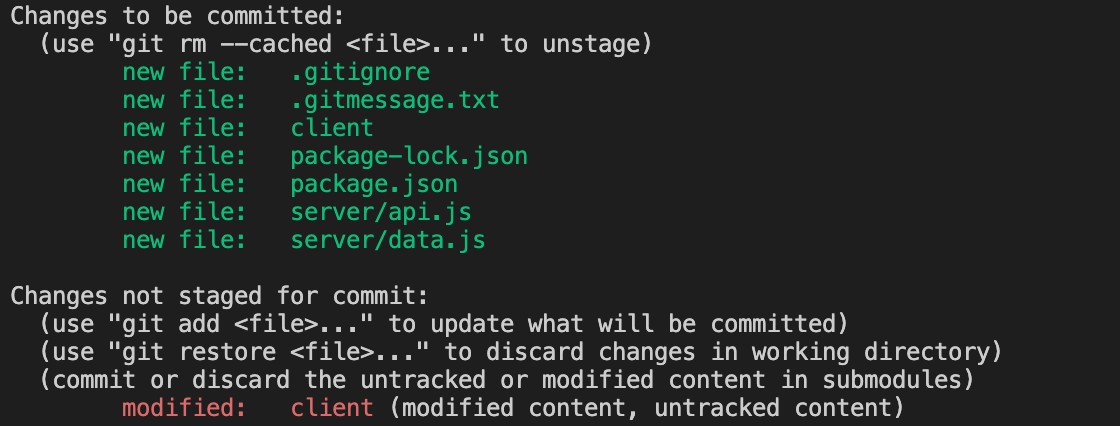 Changes to be committed:
  (use "git rm --cached <file>..." to unstage)
        new file:   .gitignore
        new file:   .gitmessage.txt
        new file:   client
        new file:   package-lock.json
        new file:   package.json
        new file:   server/api.js
        new file:   server/data.js

Changes not staged for commit:
  (use "git add <file>..." to update what will be committed)
  (use "git restore <file>..." to discard changes in working directory)
  (commit or discard the untracked or modified content in submodules)
        modified:   client (modified content, untracked content)